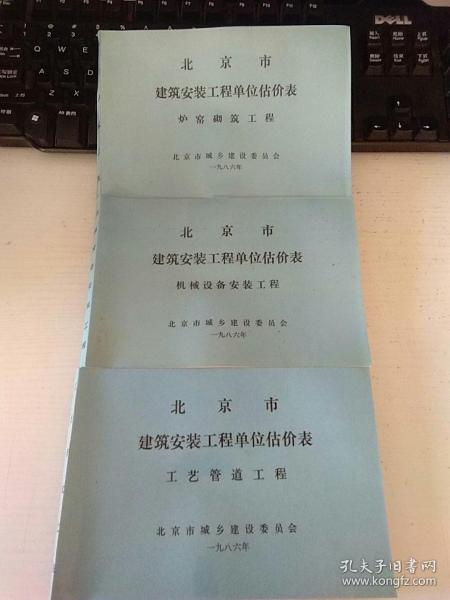 DELL
北京市
建筑安装工程单位估价表
炉窑砌筑工程
北京市城乡建设委员会
一九八六年
北京市
建筑安装工程单位估价表
机械设备安装工程
北京市城乡建设委员会
一九八六年
北京市
建筑安装工程单位估价表
工艺管道工程
北京市城乡建设委员会
一九八六年
孔夫子旧书网
www.kongfz.com